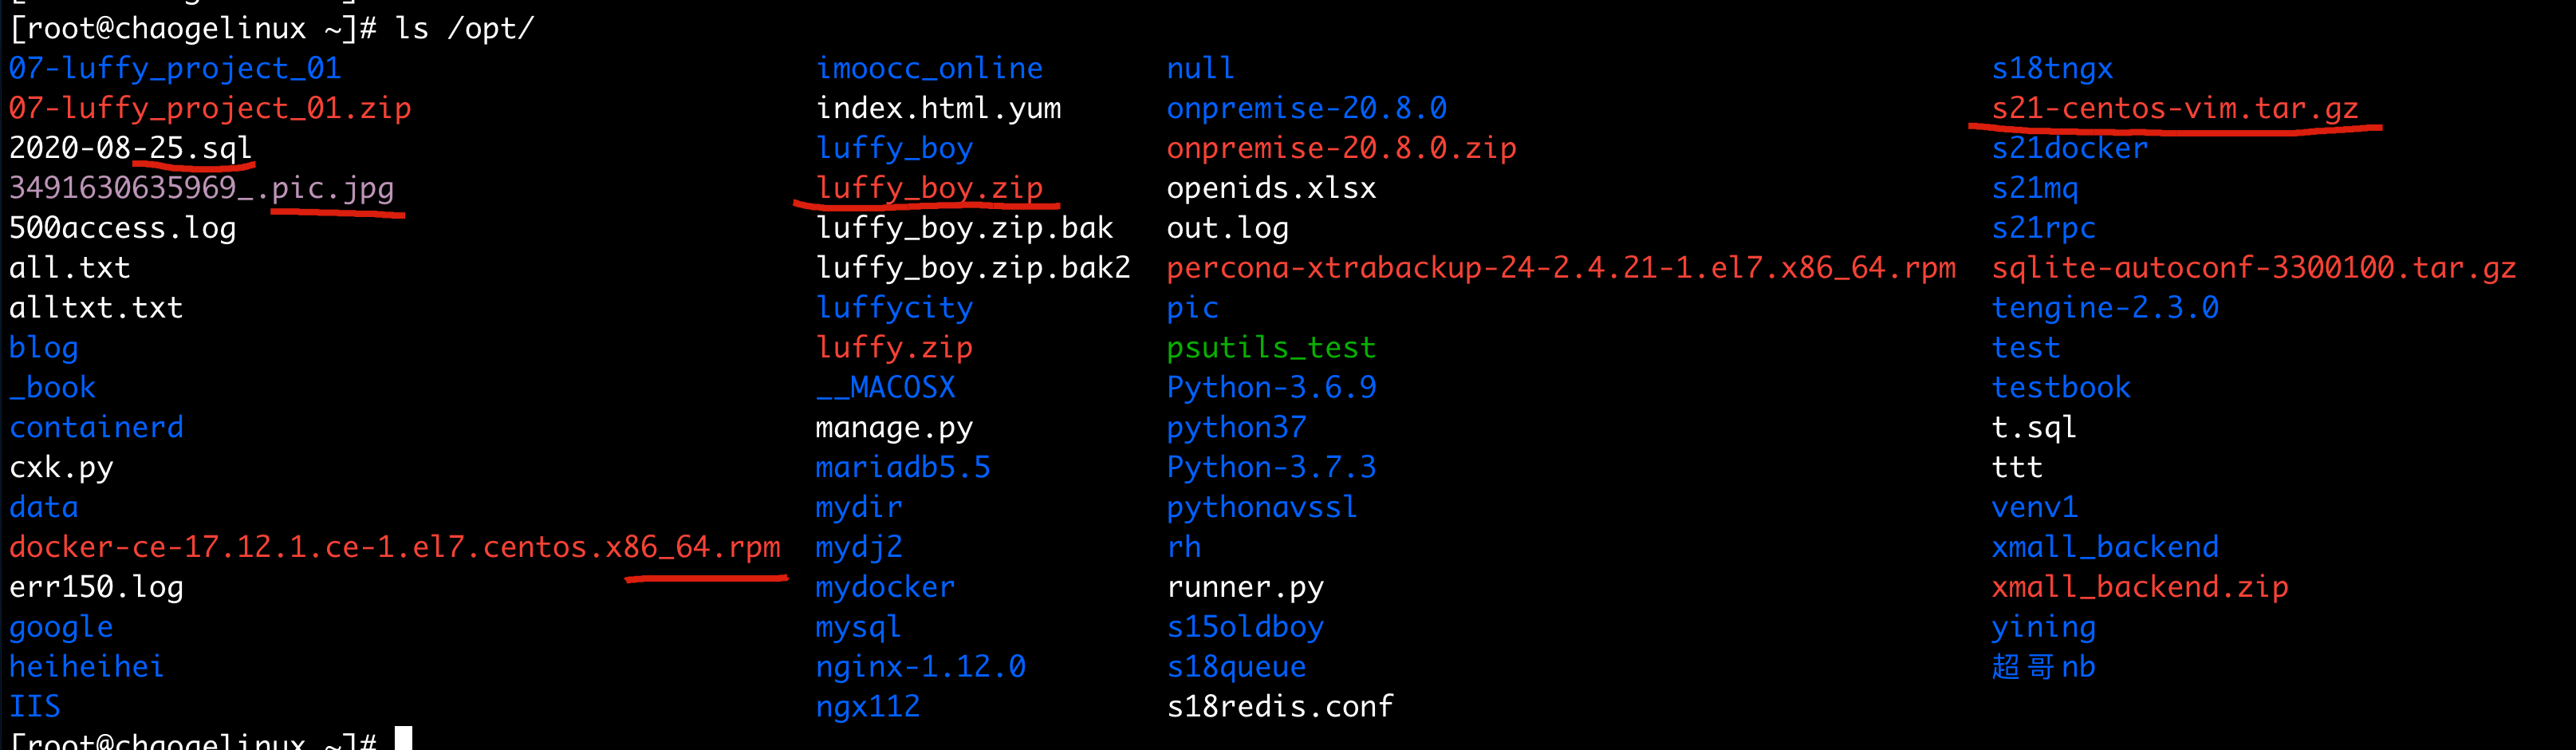 [root@chaogelinux ~]# ls /opt/
07-luffy_project_01 imoocc_online null s18tngx
07-luffy_project_01.zip index.html.yum onpremise-20.8.0 s21-centos-vim.tar.gz
2020-08-25.sql luffy_boy onpremise-20.8.0.zip s21docker
3491630635969_.pic.jpg luffy_boy.zip openids.xlsx s21mq
500access.log luffy_boy.zip.bak out.log s21rpc
all.txt luffy_boy.zip.bak2 percona-xtrabackup-24-2.4.21-1.el7.x86_64.rpm sqlite-autoconf-3300100.tar.gz
alltxt.txt luffycity pic tengine-2.3.0
blog luffy.zip psutils_test test
_book __MACOSX Python-3.6.9 testbook
containerd manage.py python37 t.sql
cxk.py mariadb5.5 Python-3.7.3 ttt
data mydir pythonavssl venv1
docker-ce-17.12.1.ce-1.el7.centos.x86_64.rpm mydj2 rh xmall_backend
err150.log mydocker runner.py xmall_backend.zip
google mysql s15oldboy yining
heiheihei nginx-1.12.0 s18queue 超哥nb
IIS ngx112 s18redis.conf
[root@chaogelinux ~]#